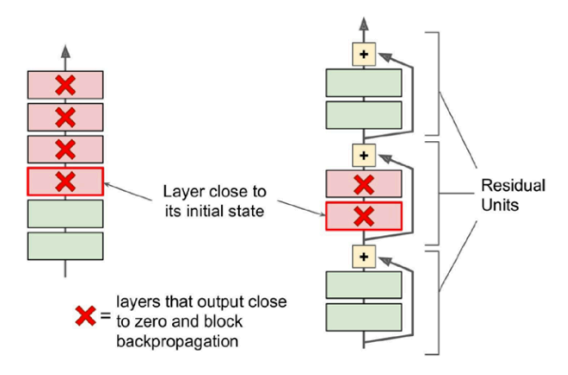 +
+
Layer close to
its initial state
Residual
Units
+
= layers that output close
to zero and block
backpropagation